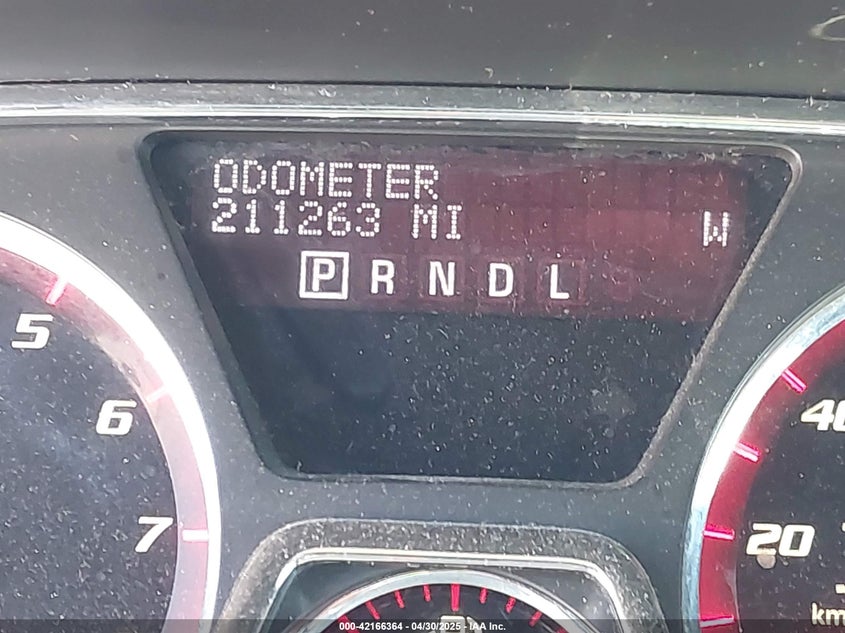 ODOMETER
211263 MI W
P R N D L
5
6
7
40
20
km
000-42166364 - 04/30/2025 - IAA Inc.